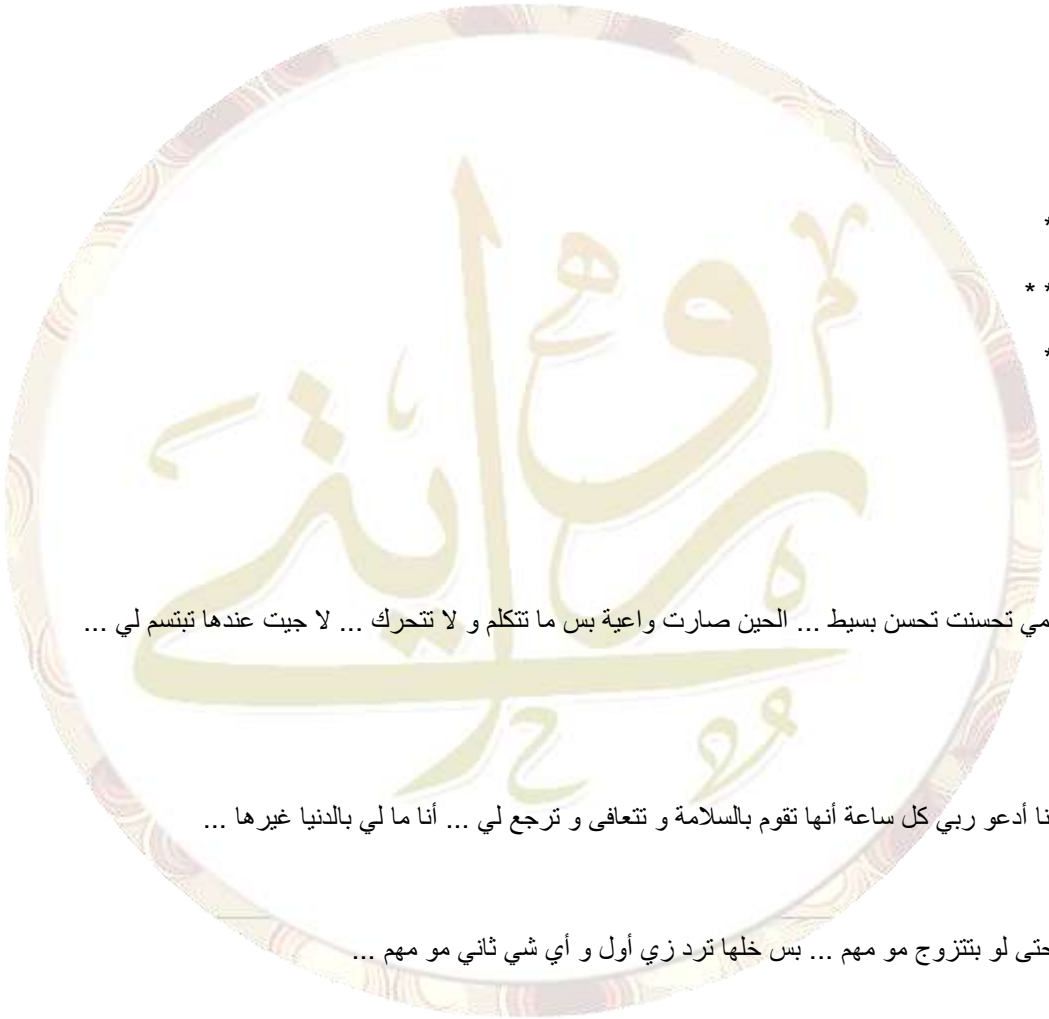 *
* *
*
روايتي
مي تحسنت تحسن بسيط ... الحين صارت واعية بس ما تتكلم و لا تتحرك ... لا جيت عندها تبتسم لي ...
نا أدعو ربي كل ساعة أنها تقوم بالسلامة و تتعافى و ترجع لي ... أنا ما لي بالدنيا غيرها ...
حتى لو بتتزوج مو مهم ... بس خلها ترد زي أول و أي شي ثاني مو مهم ...